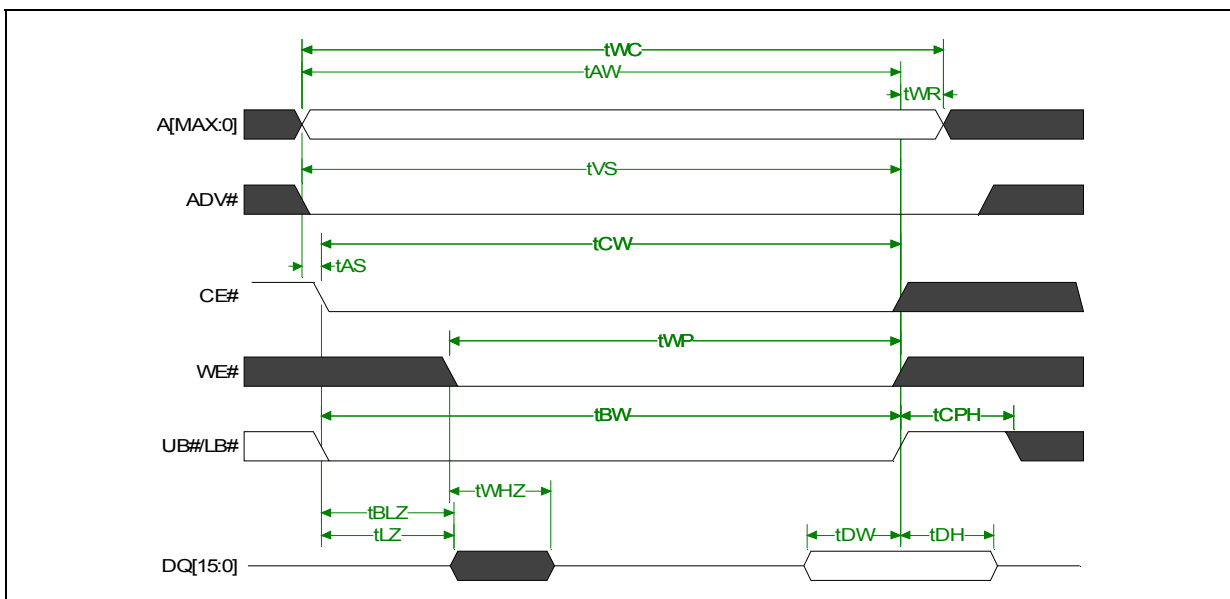 tWC
tAW
tWR
A[MAX:0]
tVS
ADV#
tCW
tAS
CE#
tWP
WE#
tBW
tCPH
UB#/LB#
tWHZ
tBLZ
tLZ
tDW
tDH
DQ[15:0]